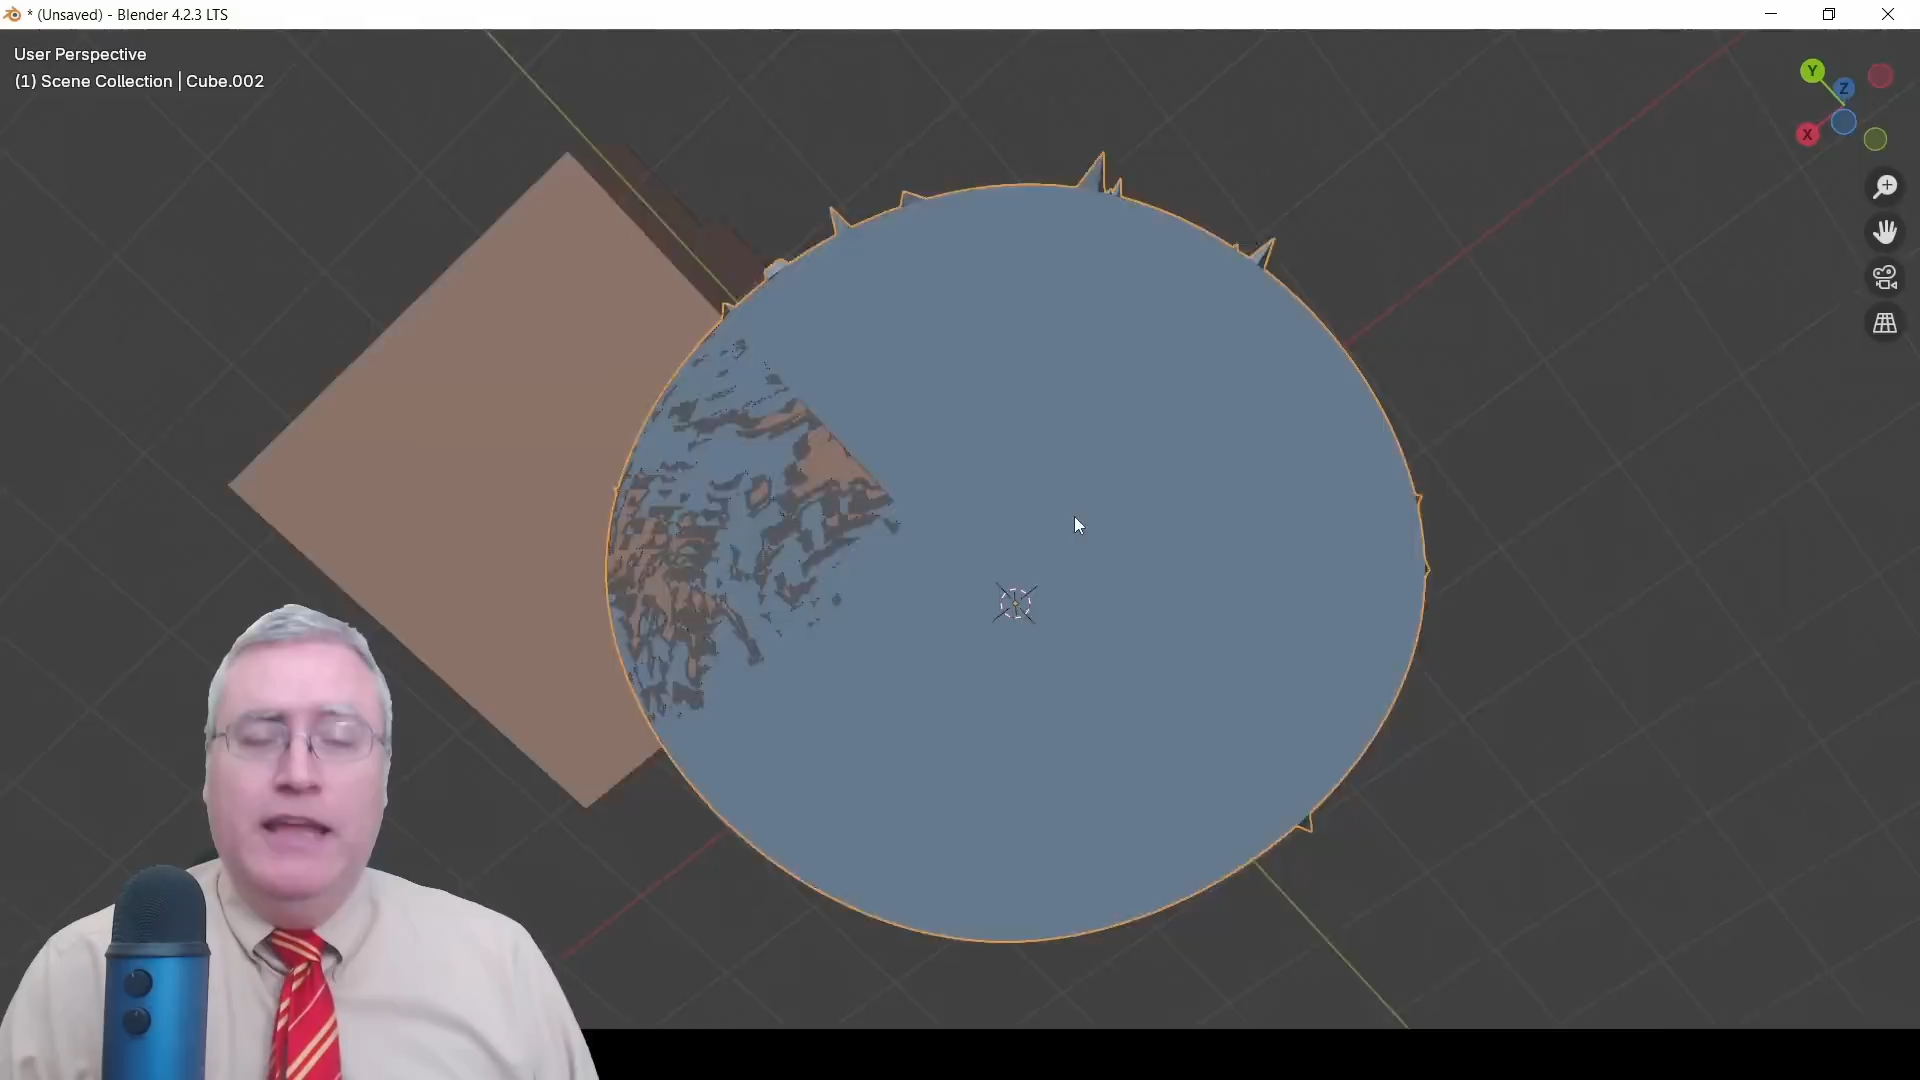 * (Unsaved) - Blender 4.2.3 LTS
User Perspective
(1) Scene Collection | Cube.002
Y
Z
X